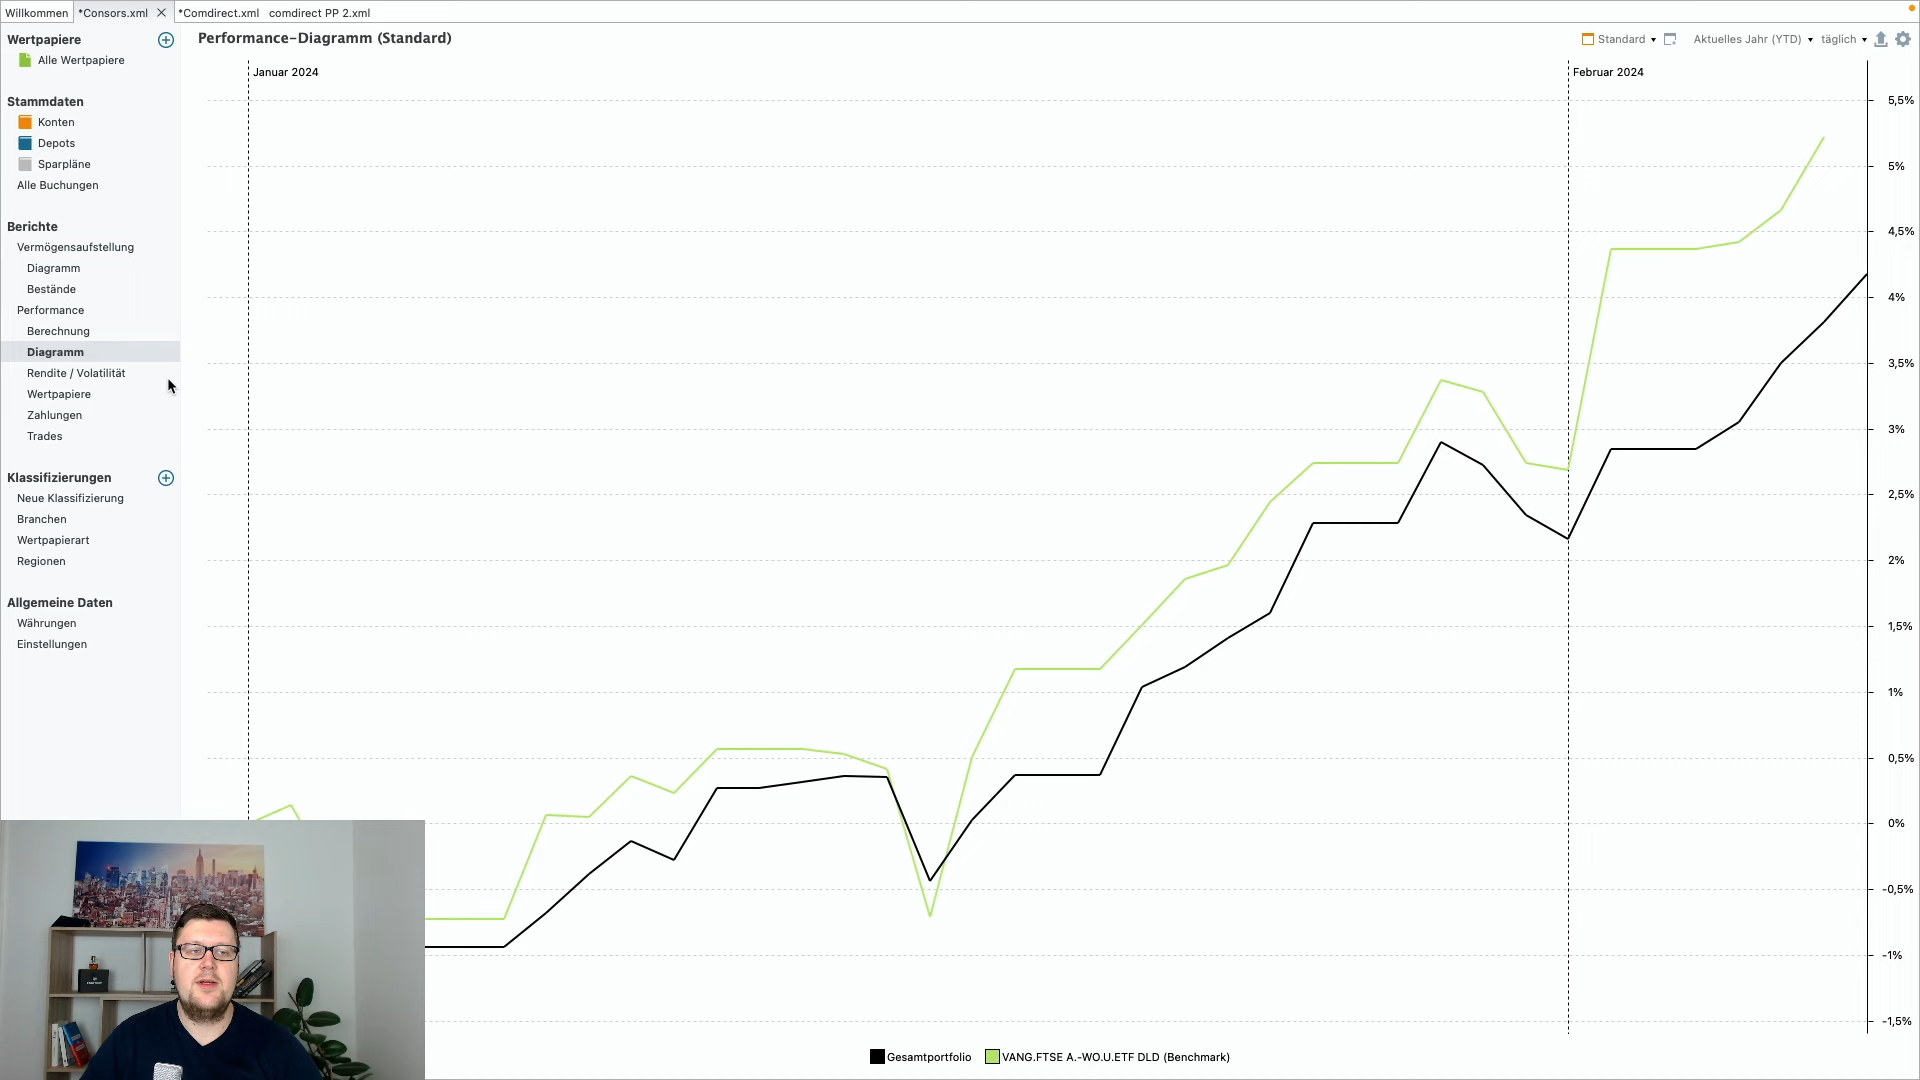 Willkommen
*Consors.xml
*Comdirect.xml
comdirect PP 2.xml
Wertpapiere
Alle Wertpapiere
Stammdaten
Konten
Depots
Sparpläne
Alle Buchungen
Berichte
Vermögensaufstellung
Diagramm
Bestände
Performance
Berechnung
Diagramm
Rendite / Volatilität
Wertpapiere
Zahlungen
Trades
Klassifizierungen
Neue Klassifizierung
Branchen
Wertpapierart
Regionen
Allgemeine Daten
Währungen
Einstellungen
Performance-Diagramm (Standard)
Standard
Aktuelles Jahr (YTD)
täglich
Januar 2024
Februar 2024
5,5%
5%
4,5%
4%
3,5%
3%
2,5%
2%
1,5%
1%
0,5%
0%
-0,5%
-1%
-1,5%
Gesamtportfolio
VANG.FTSE A.-WO.U.ETF DLD (Benchmark)